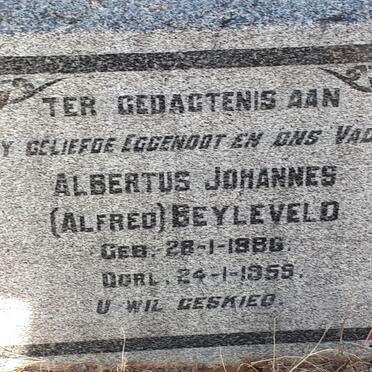 TER GEDAGTENIS AAN
Y GELIEFDE EGGENOOT EN ONS VAD
ALBERTUS JOHANNES
(ALFRED) BEYLEVELD
GEB. 28-1-1886.
OORL. 24-1-1959.
U WIL GESKIED.